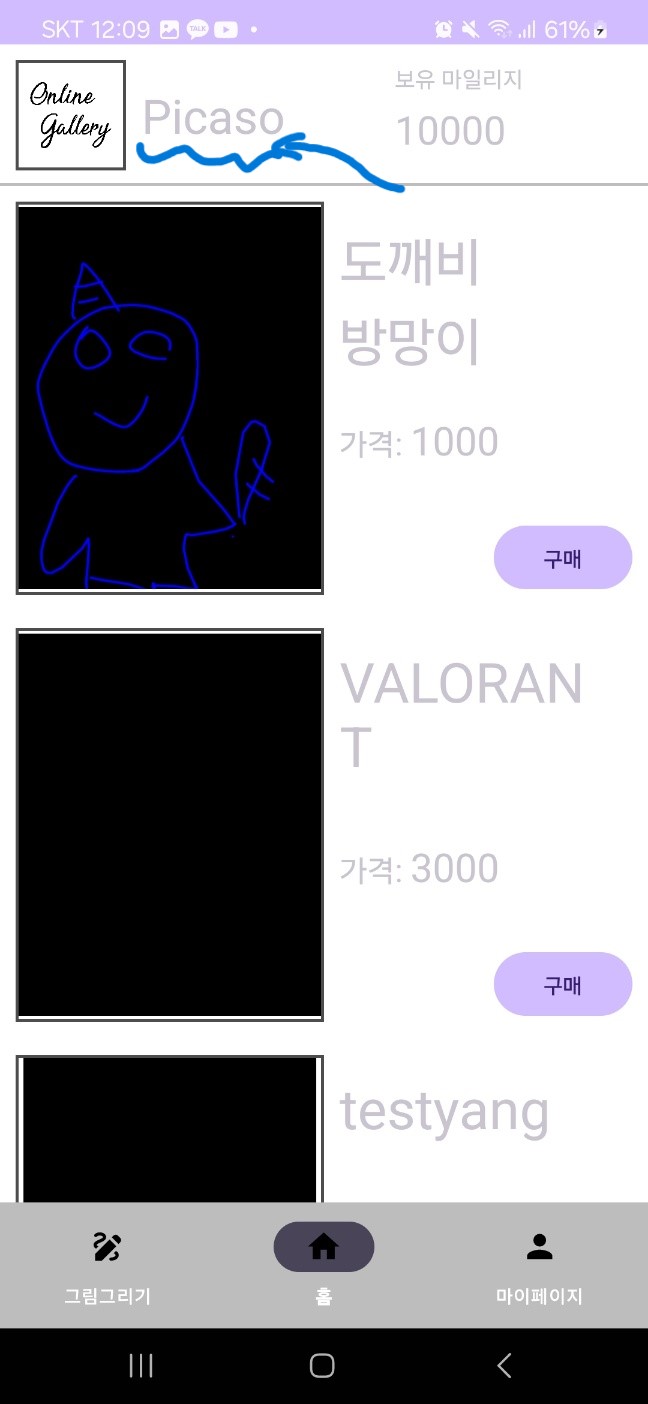 SKT 12:09
TALK
61%
Online
Gallery
Picaso
보유 마일리지
10000
도깨비
방망이
가격: 1000
구매
VALORAN
T
가격: 3000
구매
testyang
그림그리기
홈
마이페이지